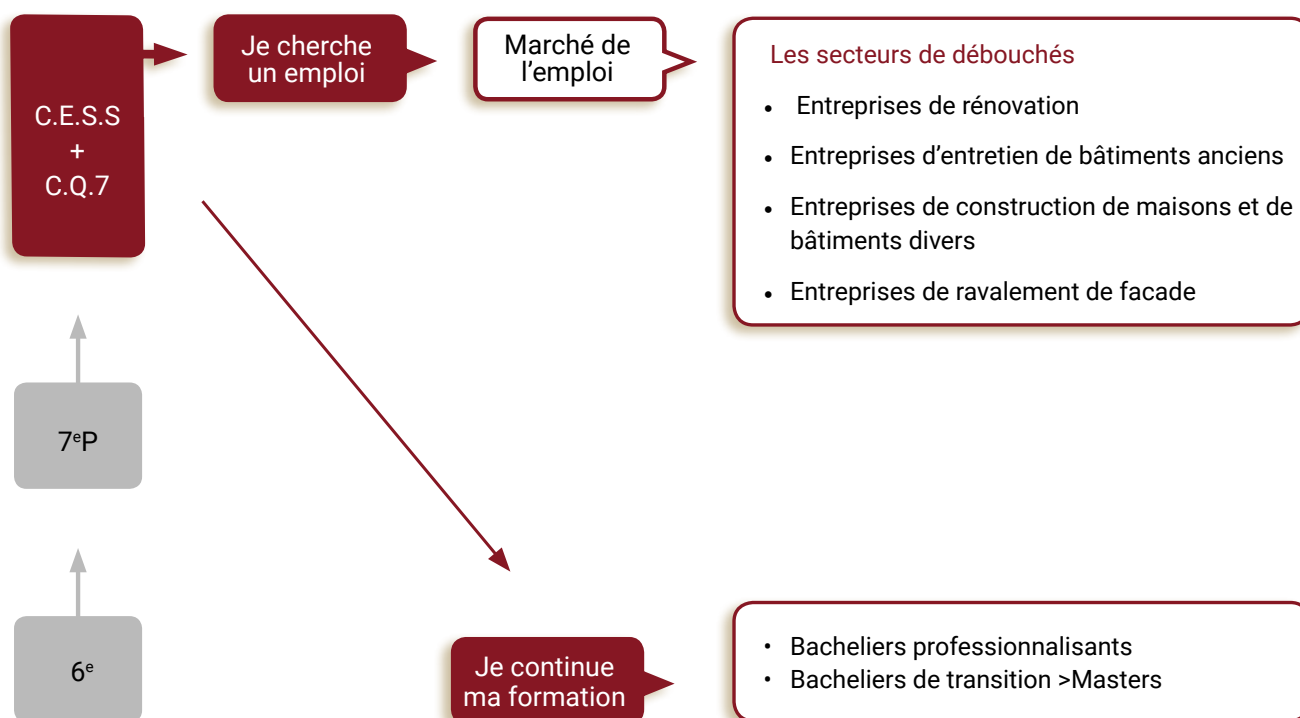 C.E.S.S
+
C.Q.7
Je cherche
un emploi
Marché de
l'emploi
Les secteurs de débouchés
• Entreprises de rénovation
• Entreprises d'entretien de bâtiments anciens
• Entreprises de construction de maisons et de
bâtiments divers
• Entreprises de ravalement de facade
7ᵉP
6ᵉ
Je continue
ma formation
• Bacheliers professionnalisants
• Bacheliers de transition >Masters